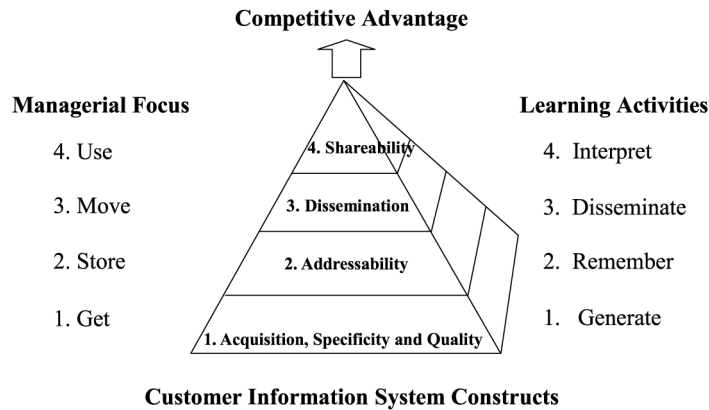 Competitive Advantage
Managerial Focus
4. Use
3. Move
2. Store
1. Get
4. Shareability
3. Dissemination
2. Addressability
1. Acquisition, Specificity and Quality
Learning Activities
4. Interpret
3. Disseminate
2. Remember
1. Generate
Customer Information System Constructs